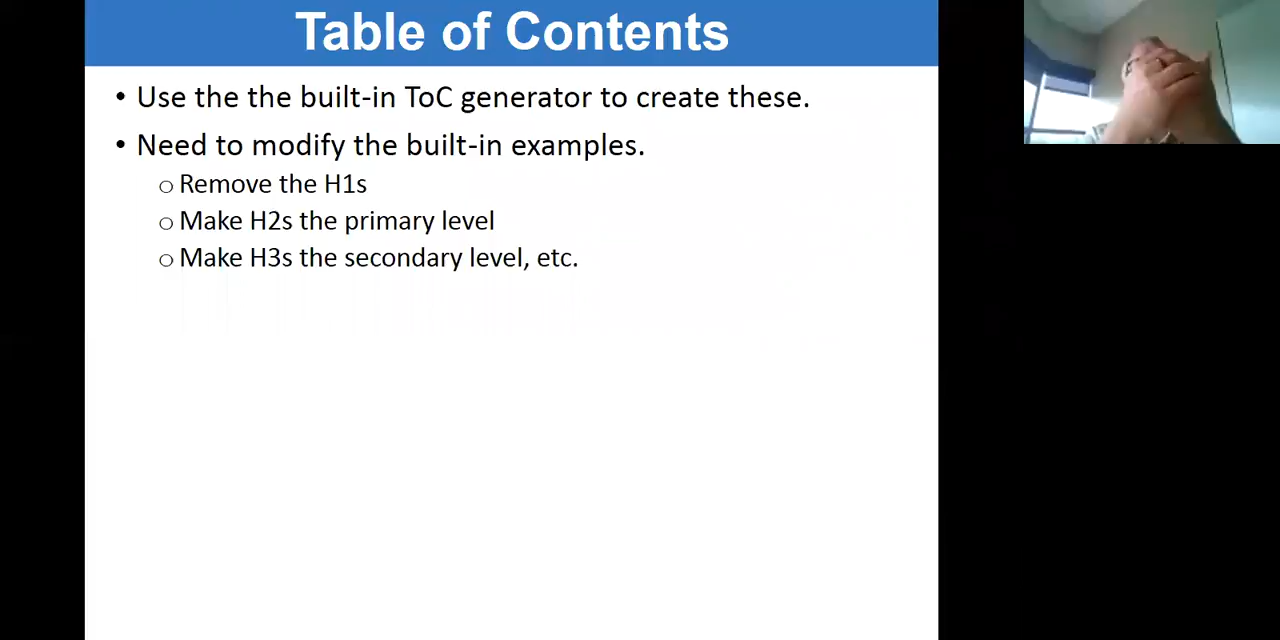 Table of Contents
• Use the the built-in ToC generator to create these.
• Need to modify the built-in examples.
o Remove the H1s
o Make H2s the primary level
o Make H3s the secondary level, etc.